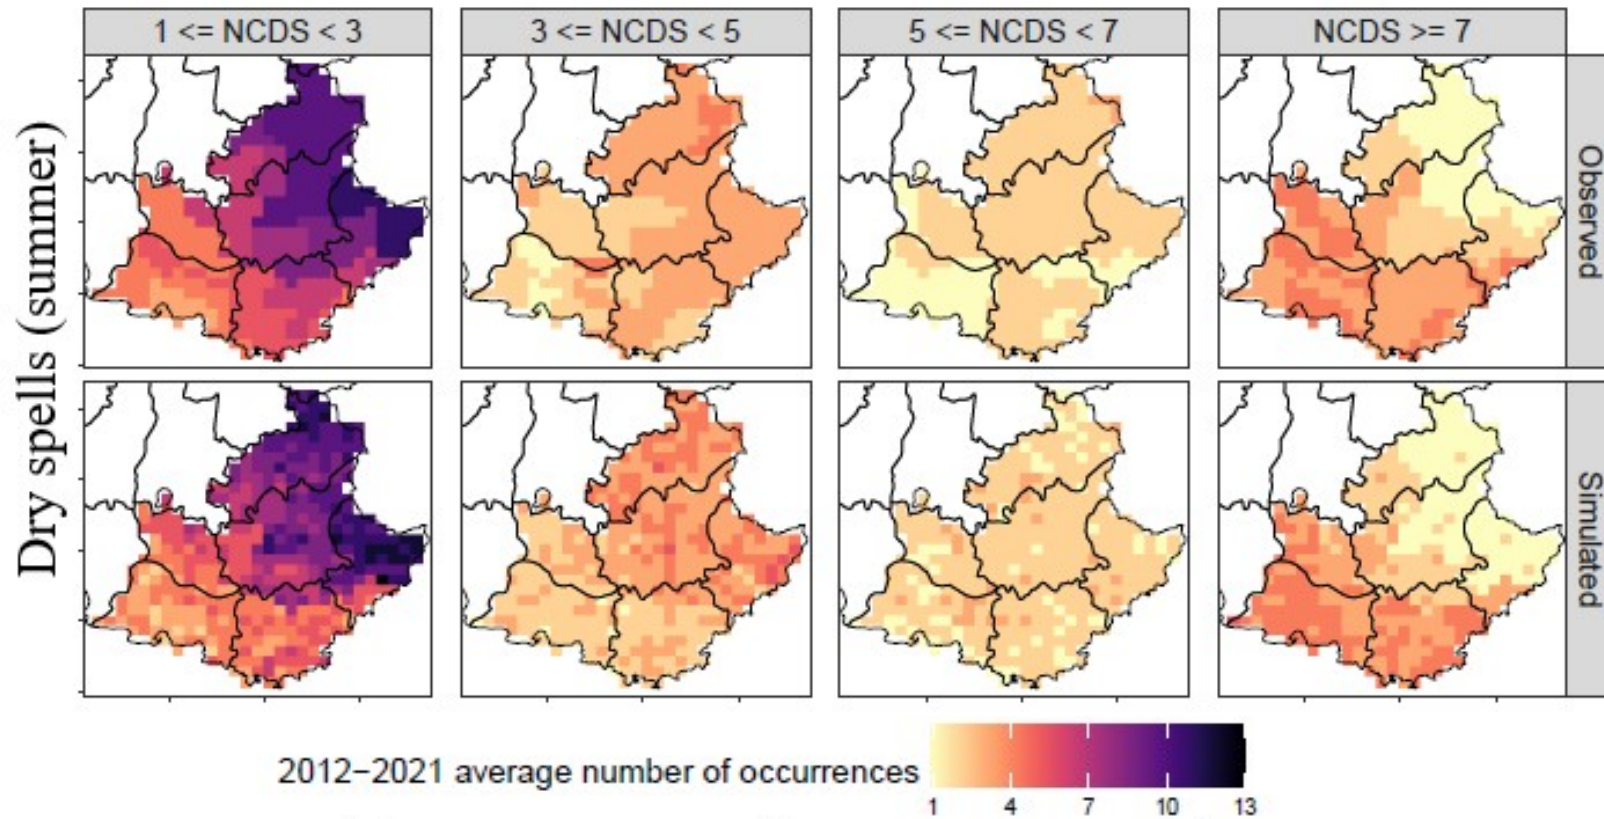 1 <= NCDS < 3
3 <= NCDS < 5
5 <= NCDS < 7
NCDS >= 7
Dry spells (summer)
Observed
Simulated
2012−2021 average number of occurrences
1 4 7 10 13